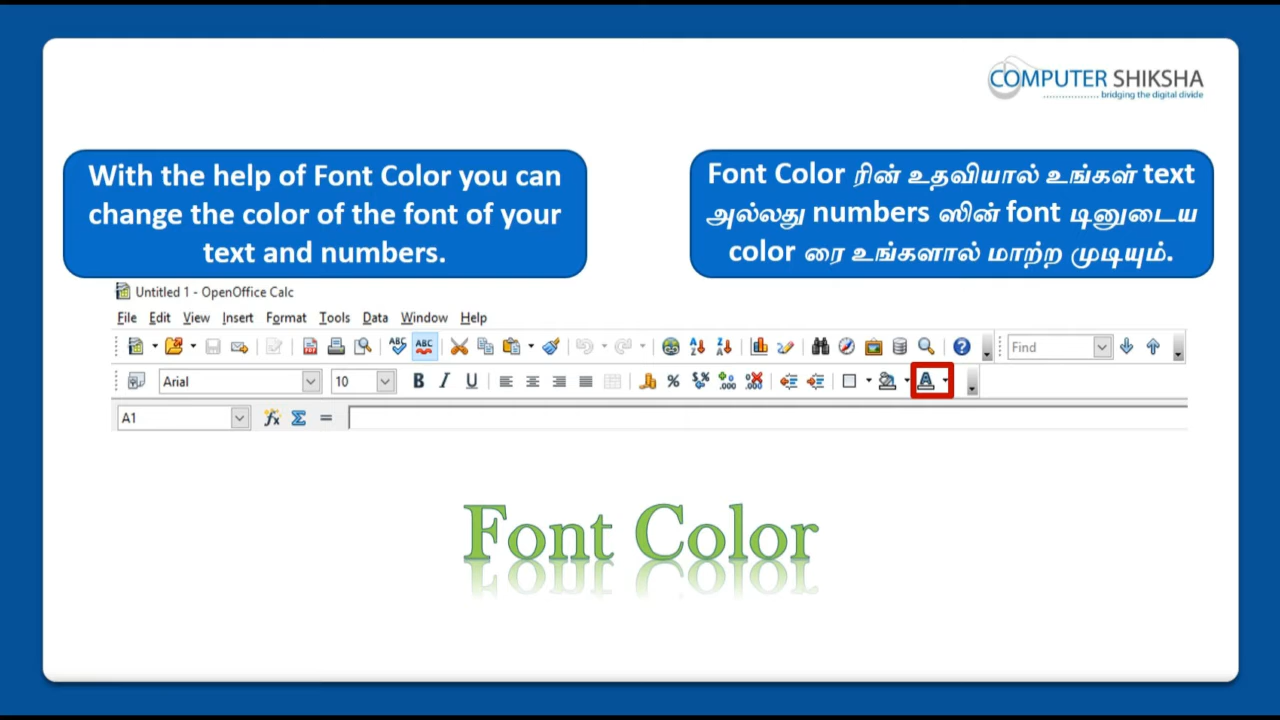 COMPUTER SHIKSHA
bridging the digital divide
With the help of Font Color you can
change the color of the font of your
text and numbers.
Font Color ரின் உதவியால் உங்கள் text
அல்லது numbers ஸின் font டினுடைய
color ரை உங்களால் மாற்ற முடியும்.
Untitled 1 - OpenOffice Calc
File Edit View Insert Format Tools Data Window Help
ABC ABC Find
Arial 10 B I U
A1
Font Color